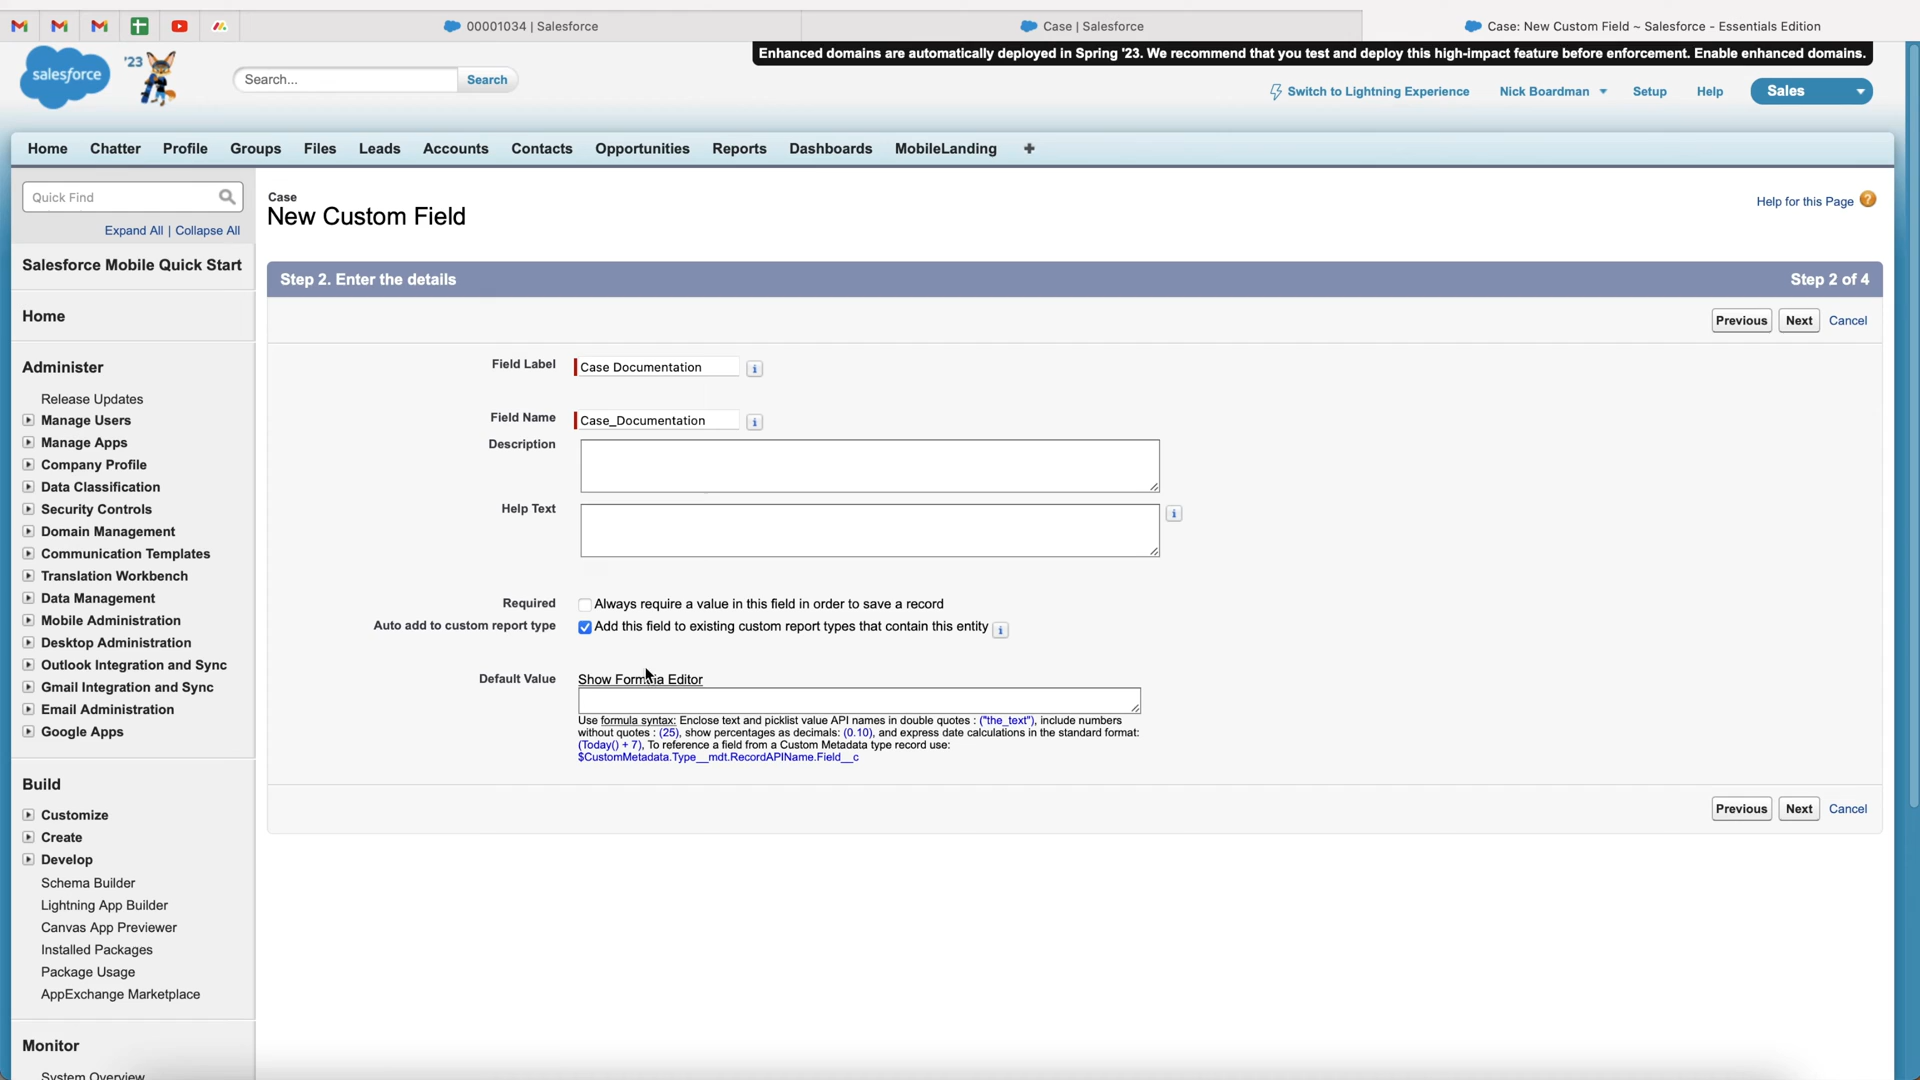 00001034 | Salesforce
Case | Salesforce
Case: New Custom Field ~ Salesforce - Essentials Edition
Enhanced domains are automatically deployed in Spring '23. We recommend that you test and deploy this high-impact feature before enforcement. Enable enhanced domains.
salesforce
'23
Search...
Search
Switch to Lightning Experience
Nick Boardman
Setup
Help
Sales
Home
Chatter
Profile
Groups
Files
Leads
Accounts
Contacts
Opportunities
Reports
Dashboards
MobileLanding
Quick Find
Expand All | Collapse All
Salesforce Mobile Quick Start
Home
Administer
Release Updates
Manage Users
Manage Apps
Company Profile
Data Classification
Security Controls
Domain Management
Communication Templates
Translation Workbench
Data Management
Mobile Administration
Desktop Administration
Outlook Integration and Sync
Gmail Integration and Sync
Email Administration
Google Apps
Build
Customize
Create
Develop
Schema Builder
Lightning App Builder
Canvas App Previewer
Installed Packages
Package Usage
AppExchange Marketplace
Monitor
System Overview
Case
New Custom Field
Help for this Page
Step 2. Enter the details
Step 2 of 4
Previous
Next
Cancel
Field Label
Case Documentation
Field Name
Case_Documentation
Description
Help Text
Required
Always require a value in this field in order to save a record
Auto add to custom report type
Add this field to existing custom report types that contain this entity
Default Value
Show Formula Editor
Use formula syntax: Enclose text and picklist value API names in double quotes : ("the_text"), include numbers
without quotes : (25), show percentages as decimals: (0.10), and express date calculations in the standard format:
(Today() + 7), To reference a field from a Custom Metadata type record use:
$CustomMetadata.Type__mdt.RecordAPIName.Field__c
Previous
Next
Cancel